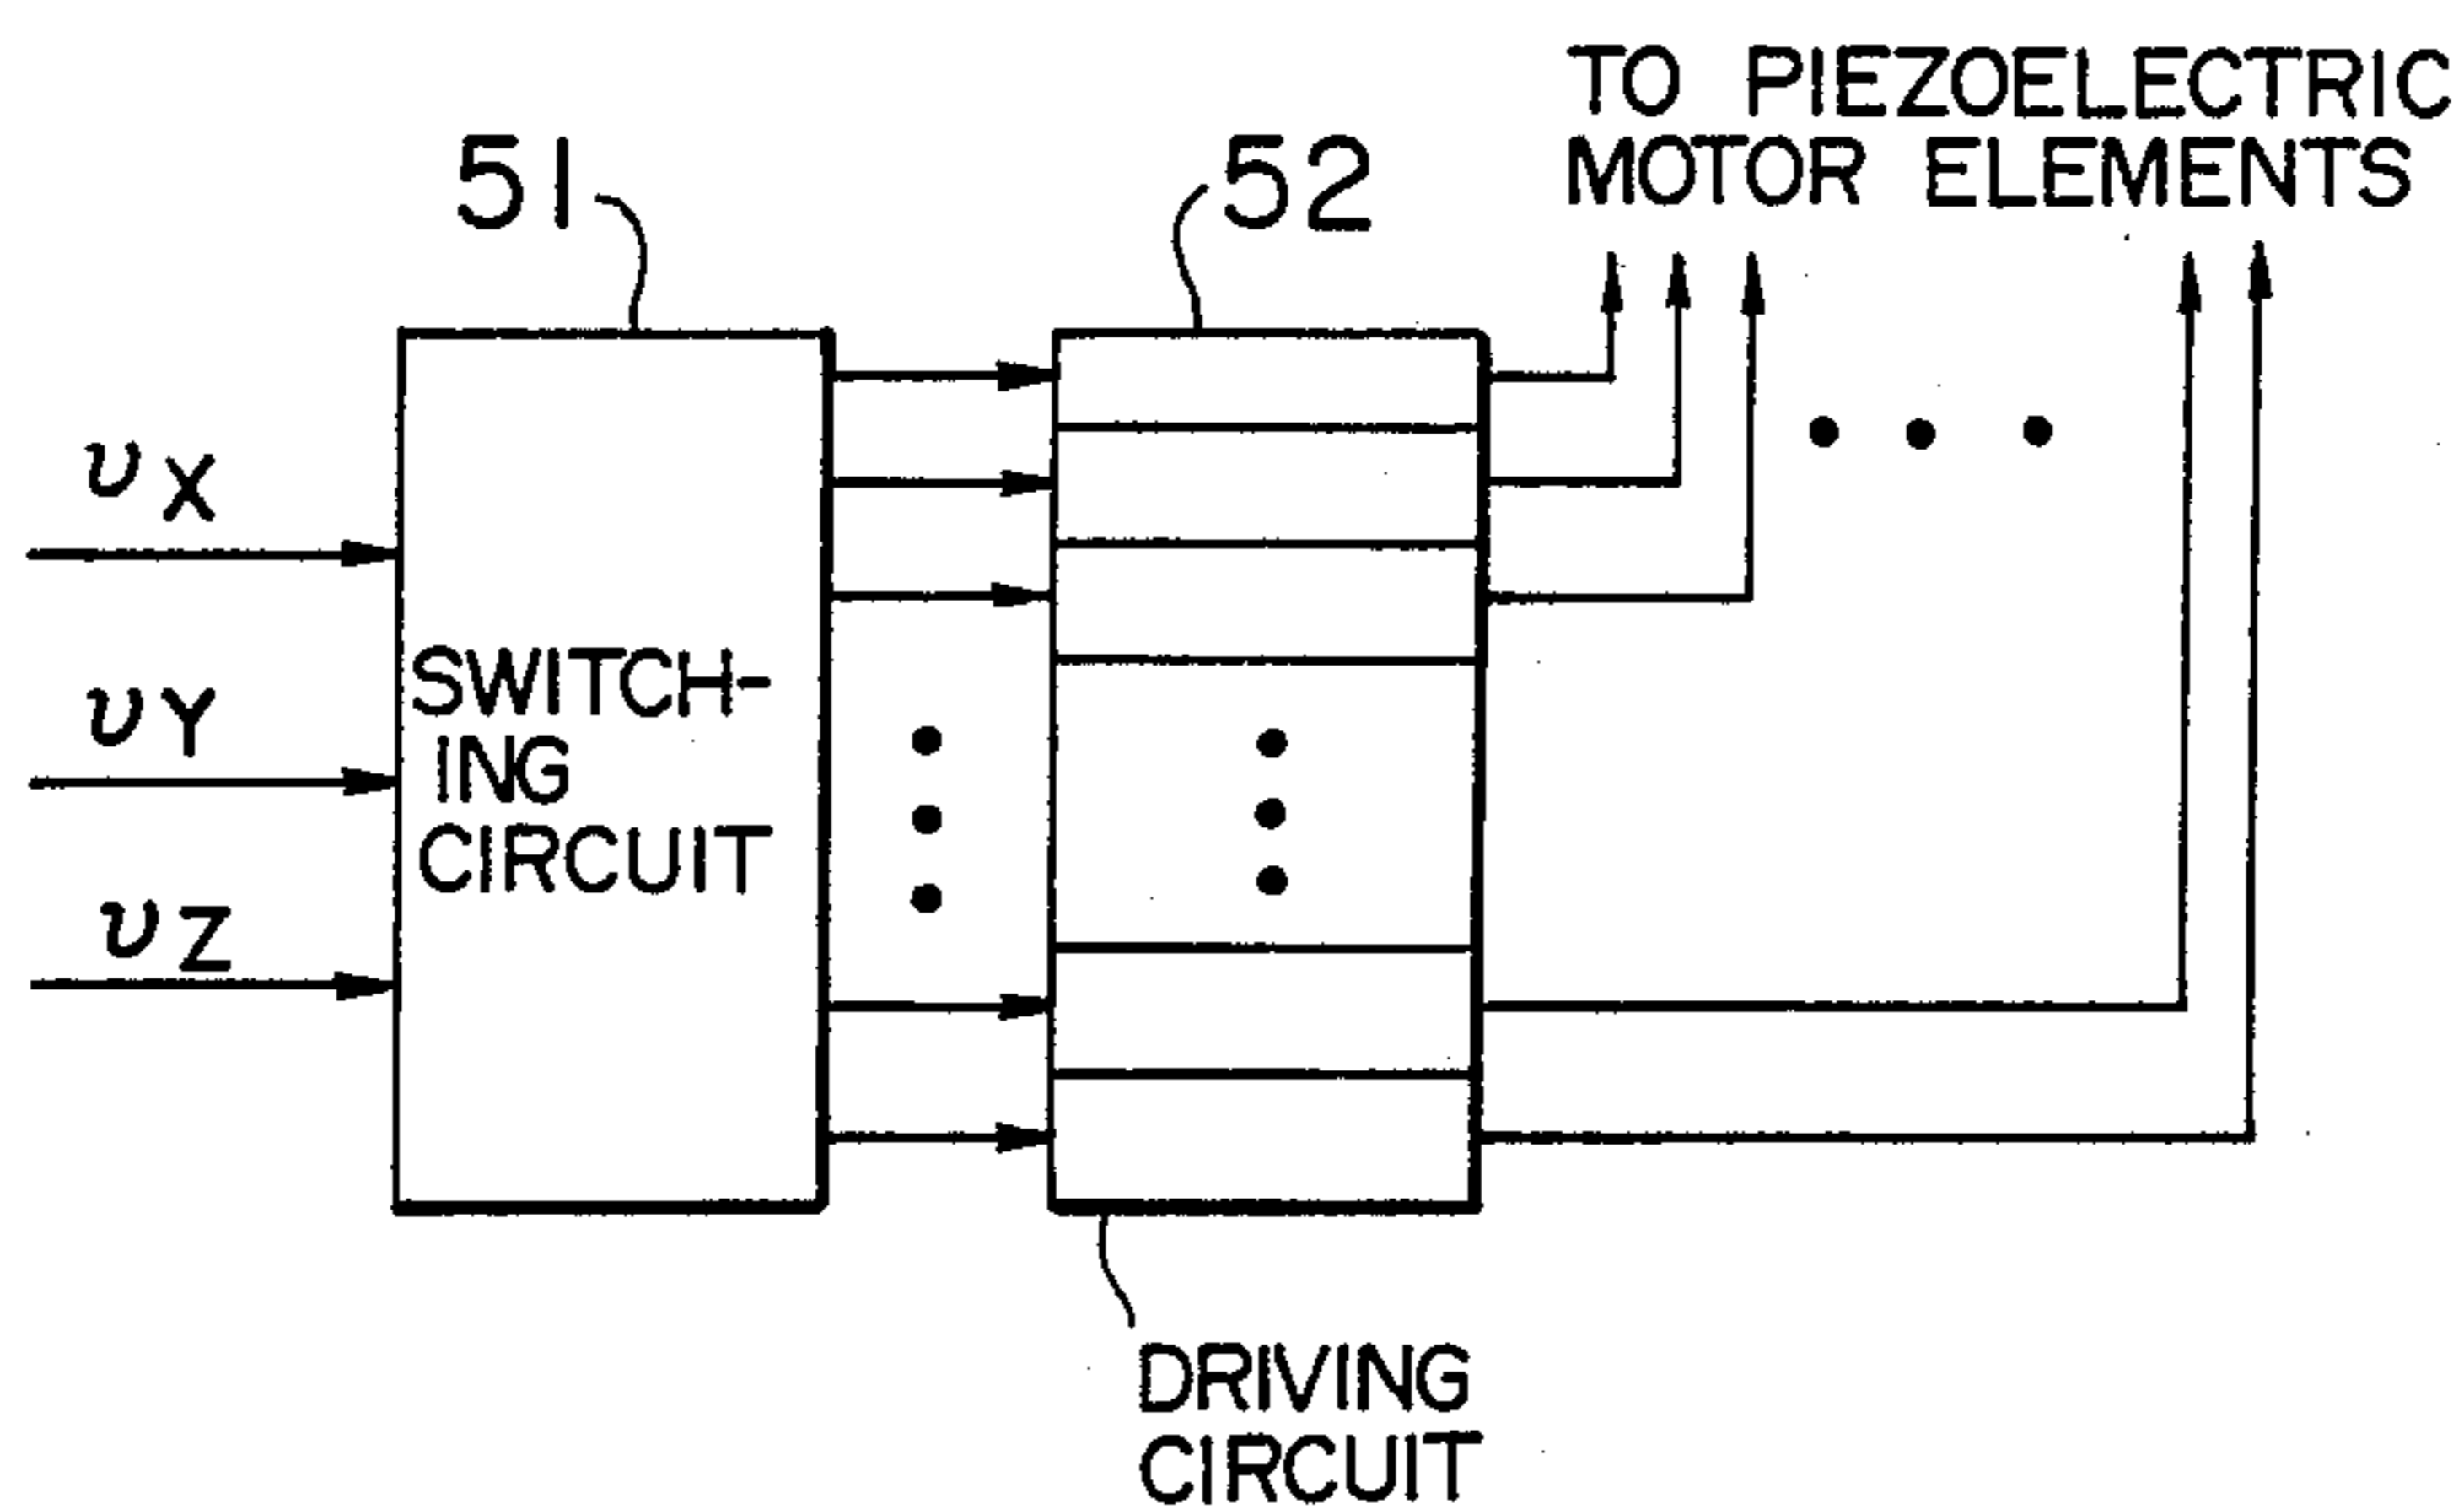 TO PIEZOELECTRIC
MOTOR ELEMENTS
51
52
υX
υY
υZ
SWITCH-
ING
CIRCUIT
DRIVING
CIRCUIT